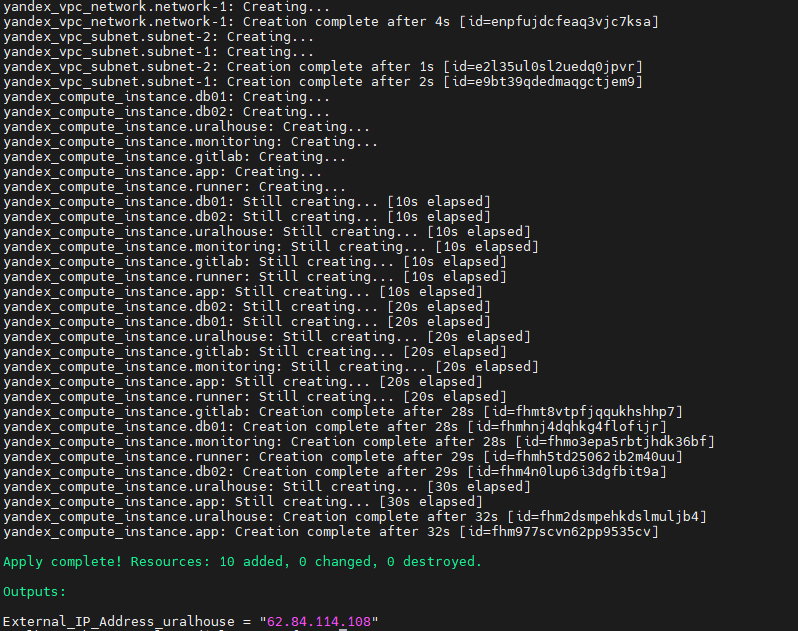 yandex_vpc_network.network-1: Creating...
yandex_vpc_network.network-1: Creation complete after 4s [id=enpfujdcfeaq3vjc7ksa]
yandex_vpc_subnet.subnet-2: Creating...
yandex_vpc_subnet.subnet-1: Creating...
yandex_vpc_subnet.subnet-2: Creation complete after 1s [id=e2l35ul0sl2uedq0jpvr]
yandex_vpc_subnet.subnet-1: Creation complete after 2s [id=e9bt39qdedmaqgctjem9]
yandex_compute_instance.db01: Creating...
yandex_compute_instance.db02: Creating...
yandex_compute_instance.uralhouse: Creating...
yandex_compute_instance.monitoring: Creating...
yandex_compute_instance.gitlab: Creating...
yandex_compute_instance.app: Creating...
yandex_compute_instance.runner: Creating...
yandex_compute_instance.db01: Still creating... [10s elapsed]
yandex_compute_instance.db02: Still creating... [10s elapsed]
yandex_compute_instance.uralhouse: Still creating... [10s elapsed]
yandex_compute_instance.monitoring: Still creating... [10s elapsed]
yandex_compute_instance.gitlab: Still creating... [10s elapsed]
yandex_compute_instance.runner: Still creating... [10s elapsed]
yandex_compute_instance.app: Still creating... [10s elapsed]
yandex_compute_instance.db02: Still creating... [20s elapsed]
yandex_compute_instance.db01: Still creating... [20s elapsed]
yandex_compute_instance.uralhouse: Still creating... [20s elapsed]
yandex_compute_instance.gitlab: Still creating... [20s elapsed]
yandex_compute_instance.monitoring: Still creating... [20s elapsed]
yandex_compute_instance.app: Still creating... [20s elapsed]
yandex_compute_instance.runner: Still creating... [20s elapsed]
yandex_compute_instance.gitlab: Creation complete after 28s [id=fhmt8vtpfjqqukhshhp7]
yandex_compute_instance.db01: Creation complete after 28s [id=fhmhnj4dqhkg4flofijr]
yandex_compute_instance.monitoring: Creation complete after 28s [id=fhmo3epa5rbtjhdk36bf]
yandex_compute_instance.runner: Creation complete after 29s [id=fhmh5td25062ib2m40uu]
yandex_compute_instance.db02: Creation complete after 29s [id=fhm4n0lup6i3dgfbit9a]
yandex_compute_instance.uralhouse: Still creating... [30s elapsed]
yandex_compute_instance.app: Still creating... [30s elapsed]
yandex_compute_instance.uralhouse: Creation complete after 32s [id=fhm2dsmpehkdslmuljb4]
yandex_compute_instance.app: Creation complete after 32s [id=fhm977scvn62pp9535cv]
Apply complete! Resources: 10 added, 0 changed, 0 destroyed.
Outputs:
External_IP_Address_uralhouse = "62.84.114.108"